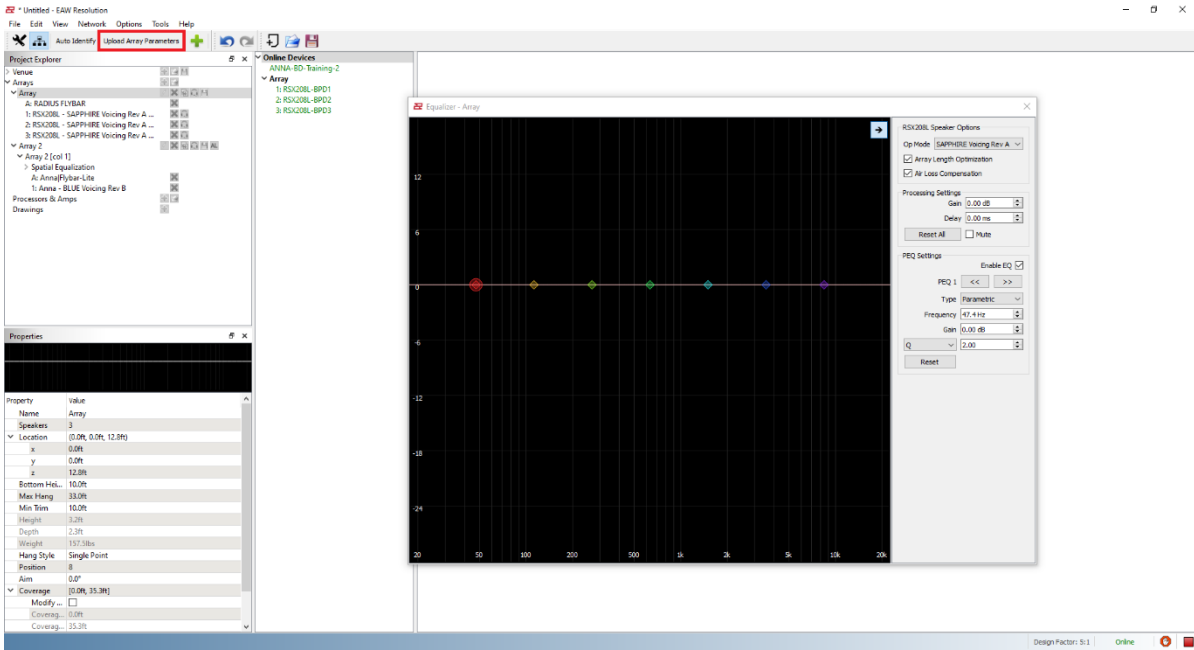 * Untitled - EAW Resolution
File Edit View Network Options Tools Help
Auto Identify Upload Array Parameters
Project Explorer
Venue
Arrays
Array
A: RADIUS FLYBAR
1: RSX208L - SAPPHIRE Voicing Rev A ...
2: RSX208L - SAPPHIRE Voicing Rev A ...
3: RSX208L - SAPPHIRE Voicing Rev A ...
Array 2
Array 2 [col 1]
Spatial Equalization
A: Anna|Flybar-Lite
1: Anna - BLUE Voicing Rev B
Processors & Amps
Drawings
Online Devices
ANNA-BD-Training-2
Array
1: RSX208L-BPD1
2: RSX208L-BPD2
3: RSX208L-BPD3
Properties
Property Value
Name Array
Speakers 3
Location (0.0ft, 0.0ft, 12.8ft)
x 0.0ft
y 0.0ft
z 12.8ft
Bottom Hei... 10.0ft
Max Hang 33.0ft
Min Trim 10.0ft
Height 3.2ft
Depth 2.3ft
Weight 157.5lbs
Hang Style Single Point
Position 8
Aim 0.0°
Coverage [0.0ft, 35.3ft]
Modify ...
Coverag... 0.0ft
Coverag... 35.3ft
Equalizer - Array
12
6
0
-6
-12
-18
-24
20 50 100 200 500 1k 2k 5k 10k 20k
RSX208L Speaker Options
Op Mode SAPPHIRE Voicing Rev A
Array Length Optimization
Air Loss Compensation
Processing Settings
Gain 0.00 dB
Delay 0.00 ms
Reset All Mute
PEQ Settings
Enable EQ
PEQ 1 << >>
Type Parametric
Frequency 47.4 Hz
Gain 0.00 dB
Q 2.00
Reset
Design Factor: 5:1 Online